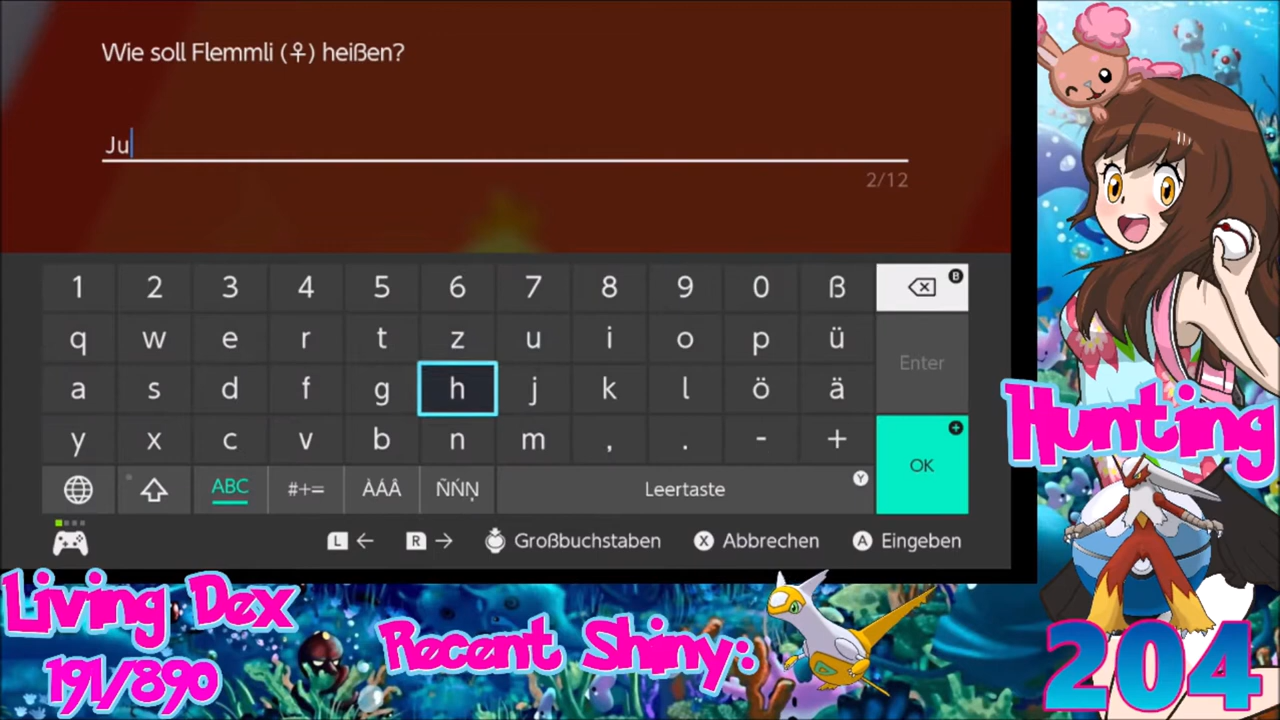 Wie soll Flemmli (♀) heißen?
Ju
2/12
1 2 3 4 5 6 7 8 9 0 ß B
q w e r t z u i o p ü Enter
a s d f g h j k l ö ä
y x c v b n m , . - + OK
ABC #+= ÀÁÂ ÑŃŅ Leertaste Y
L ← R → Großbuchstaben X Abbrechen A Eingeben
Hunting
204
Living Dex
191/890
Recent Shiny: